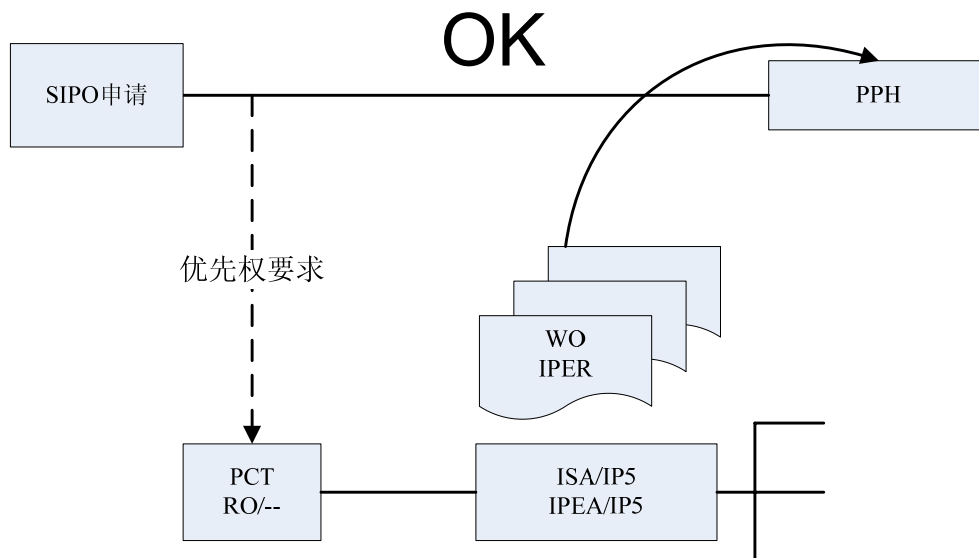 OK
SIPO申请
PPH
优先权要求
WO
IPER
PCT
RO/--
ISA/IP5
IPEA/IP5